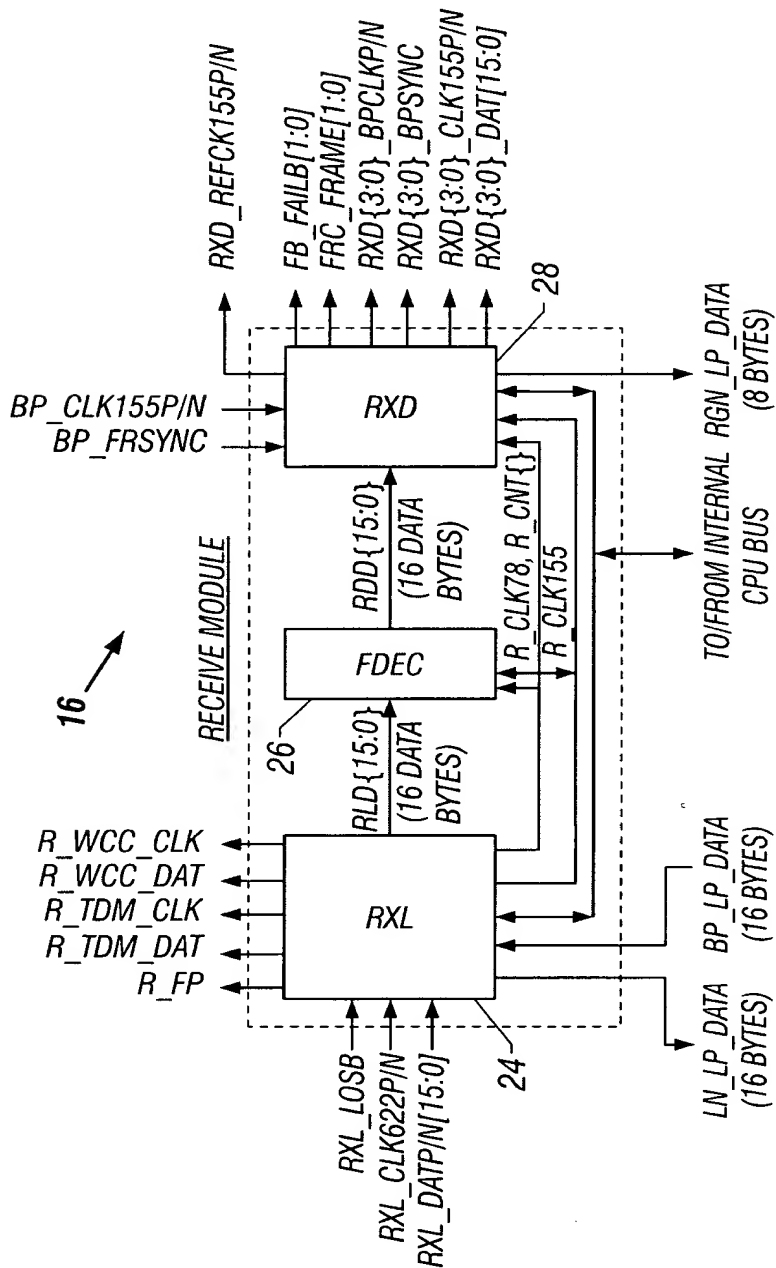 16
RECEIVE MODULE
R_WCC_CLK
R_WCC_DAT
R_TDM_CLK
R_TDM_DAT
R_FP
RXL_LOSB
RXL_CLK622P/N
RXL_DATP/N[15:0]
RXL
24
LN_LP_DATA
(16 BYTES)
BP_LP_DATA
(16 BYTES)
RLD{15:0}
(16 DATA
BYTES)
26
FDEC
RDD{15:0}
(16 DATA
BYTES)
R_CLK78, R_CNT{}
R_CLK155
BP_CLK155P/N
BP_FRSYNC
RXD
28
RXD_REFCK155P/N
FB_FAILB[1:0]
FRC_FRAME[1:0]
RXD{3:0}_BPCLKP/N
RXD{3:0}_BPSYNC
RXD{3:0}_CLK155P/N
RXD{3:0}_DAT[15:0]
TO/FROM INTERNAL
CPU BUS
RGN_LP_DATA
(8 BYTES)